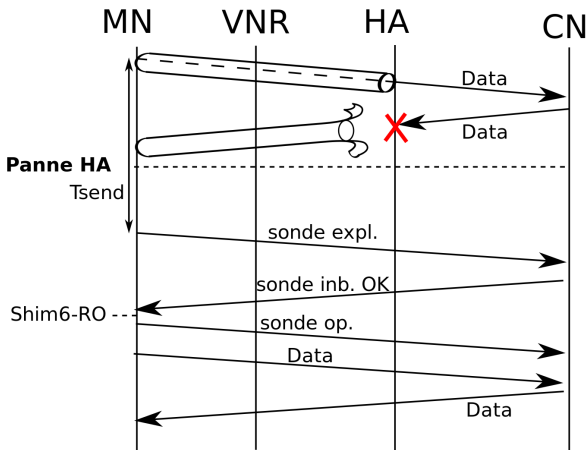 MN VNR HA CN
Data
Data
Panne HA
Tsend
sonde expl.
sonde inb. OK
Shim6-RO
sonde op.
Data
Data